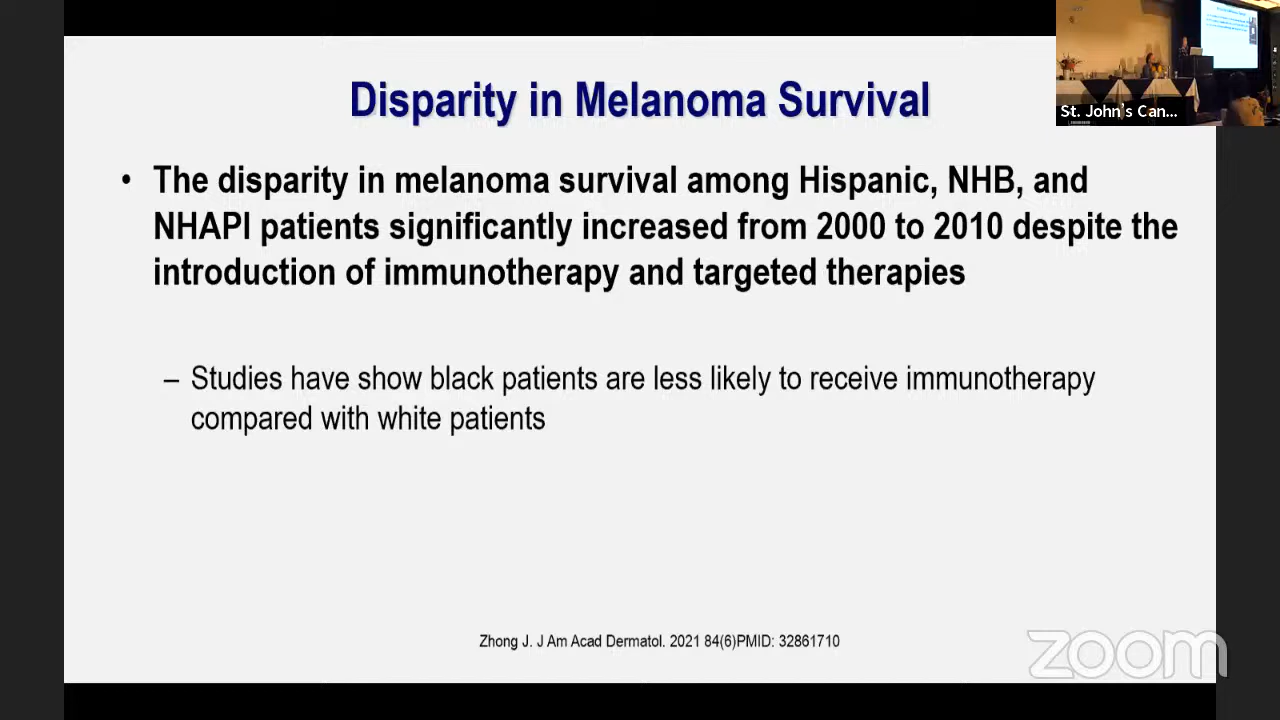 Disparity in Melanoma Survival
St. John's Can...
• The disparity in melanoma survival among Hispanic, NHB, and
NHAPI patients significantly increased from 2000 to 2010 despite the
introduction of immunotherapy and targeted therapies
– Studies have show black patients are less likely to receive immunotherapy
compared with white patients
Zhong J. J Am Acad Dermatol. 2021 84(6)PMID: 32861710
zoom